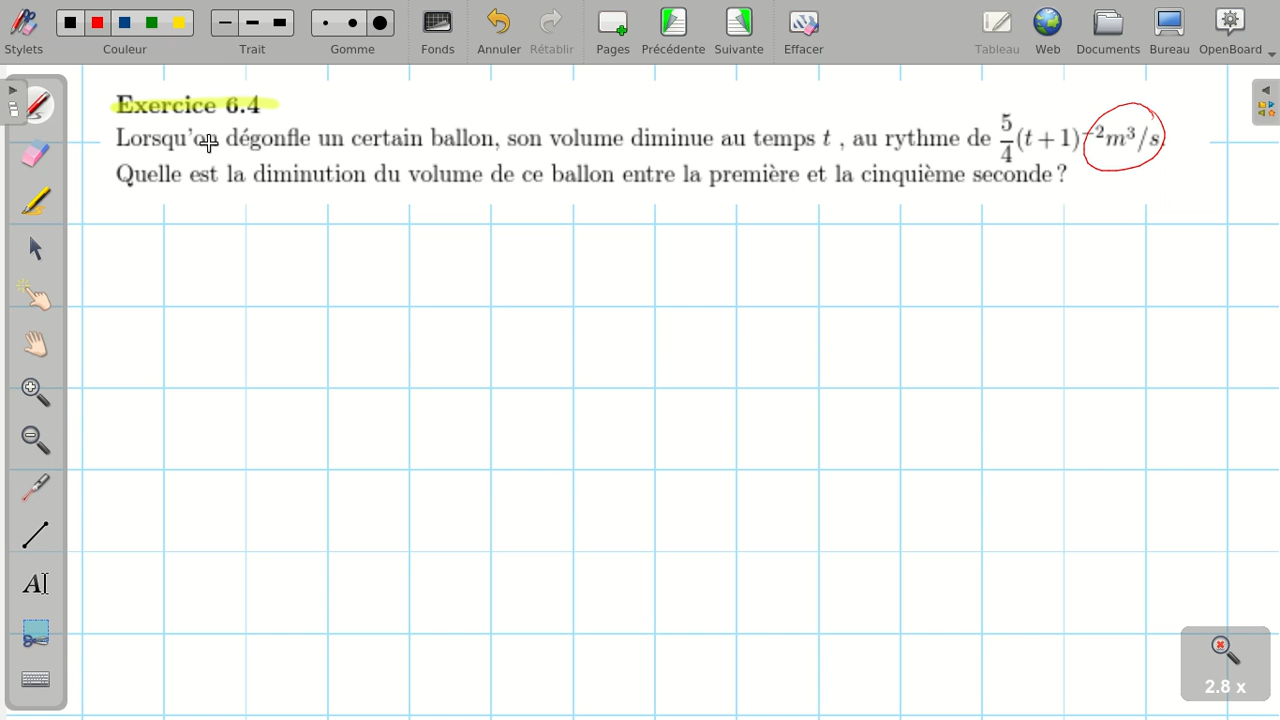 Stylets
Couleur
Trait
Gomme
Fonds
Annuler
Rétablir
Pages
Précédente
Suivante
Effacer
Tableau
Web
Documents
Bureau
OpenBoard
Exercice 6.4
Lorsqu'on dégonfle un certain ballon, son volume diminue au temps t , au rythme de 5/4(t + 1)⁻²m³/s.
Quelle est la diminution du volume de ce ballon entre la première et la cinquième seconde ?
A
2.8 x